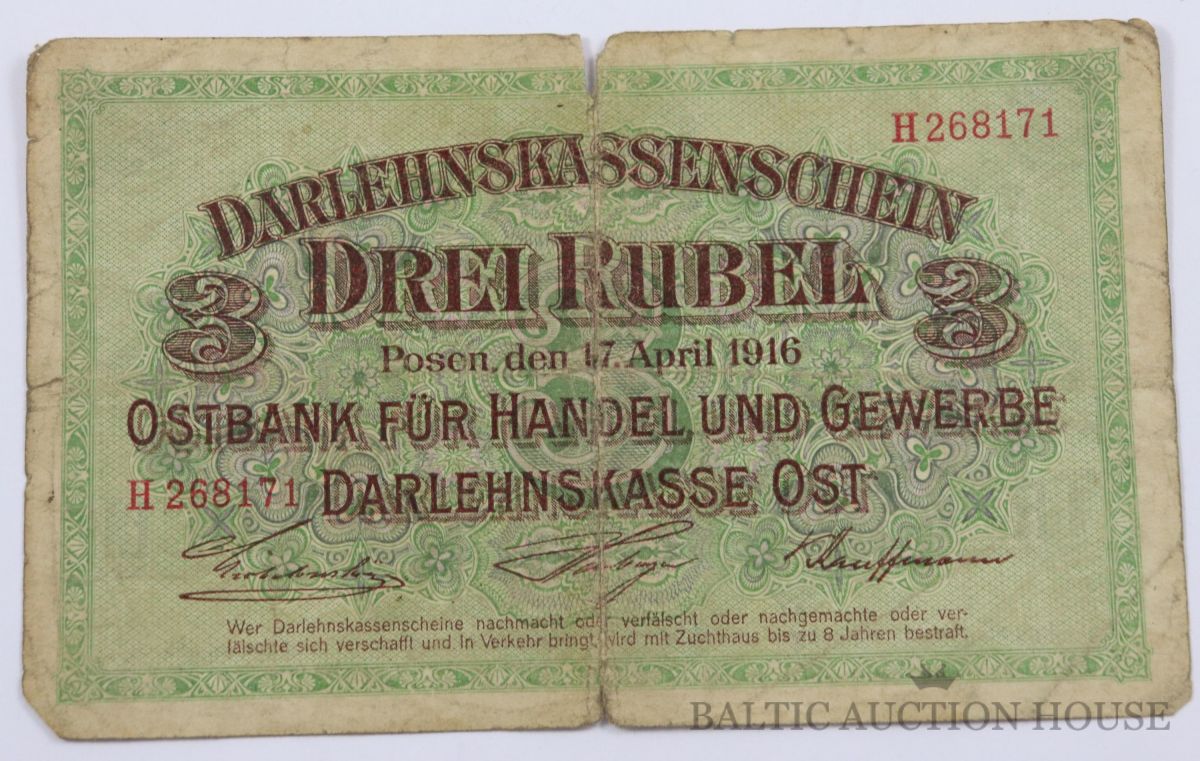 H268171
DARLEHNSKASSENSCHEIN
3 DREI RUBEL 3
Posen, den 17. April 1916
OSTBANK FÜR HANDEL UND GEWERBE
H 268171 DARLEHNSKASSE OST
Kauffmann
Wer Darlehnskassenscheine nachmacht oder verfälscht oder nachgemachte oder ver-
fälschte sich verschafft und in Verkehr bringt, wird mit Zuchthaus bis zu 8 Jahren bestraft.
BALTIC AUCTION HOUSE